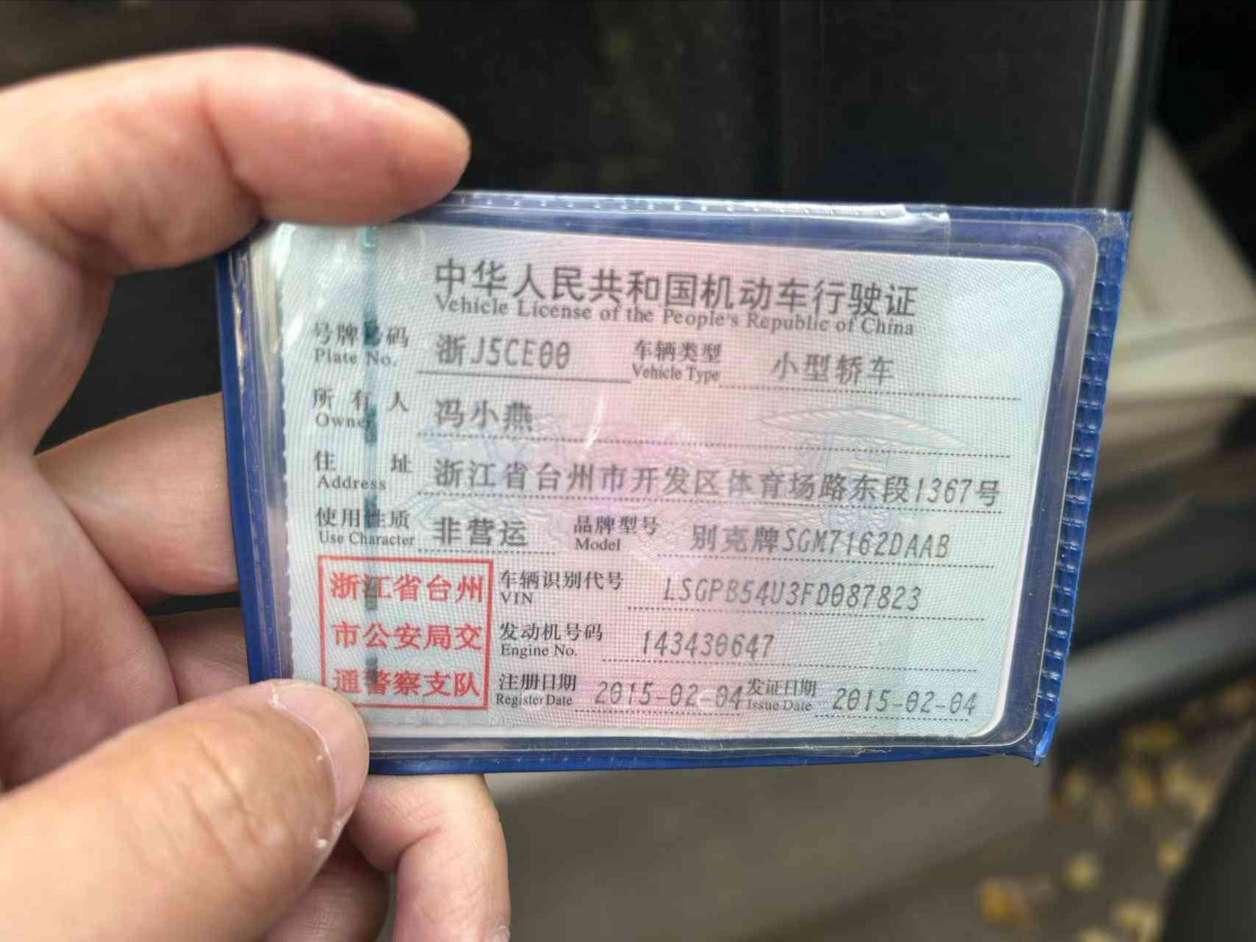 中华人民共和国机动车行驶证
Vehicle License of the People's Republic of China
号牌号码 浙J5CE00 车辆类型 小型轿车
Plate No. Vehicle Type
所有人 冯小燕
Owner
住址 浙江省台州市开发区体育场路东段1367号
Address
使用性质 非营运 品牌型号 别克牌SGM7162DAAB
Use Character Model
浙江省台州
市公安局交
通警察支队
车辆识别代号 LSGPB54U3FD087823
VIN
发动机号码 143430647
Engine No.
注册日期 2015-02-04 发证日期 2015-02-04
Register Date Issue Date